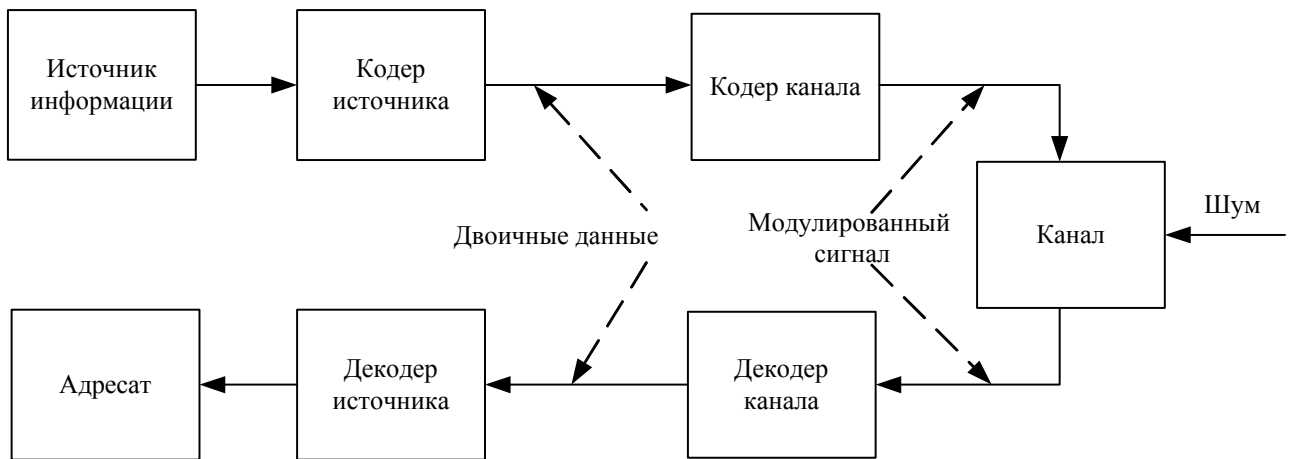 Источник
информации
Кодер
источника
Кодер канала
Шум
Канал
Двоичные данные
Модулированный
сигнал
Адресат
Декодер
источника
Декодер
канала